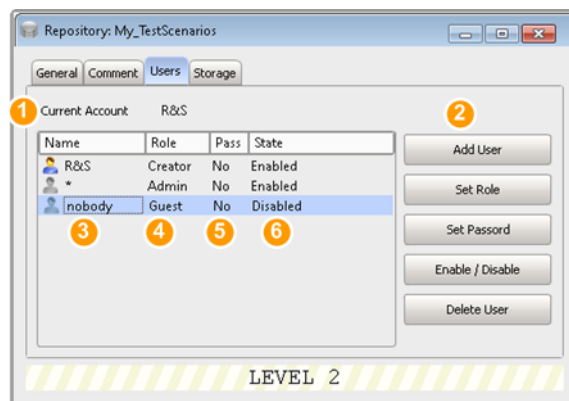 Repository: My_TestScenarios
General Comment Users Storage
1 Current Account R&S
2
Name Role Pass State
R&S Creator No Enabled
* Admin No Enabled
nobody Guest No Disabled
3 4 5 6
Add User
Set Role
Set Passord
Enable / Disable
Delete User
LEVEL 2